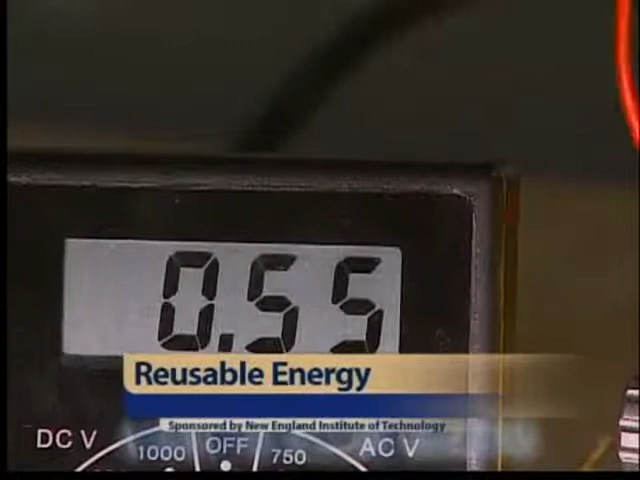 0.55
Reusable Energy
Sponsored by New England Institute of Technology
DC V 1000 OFF 750 AC V